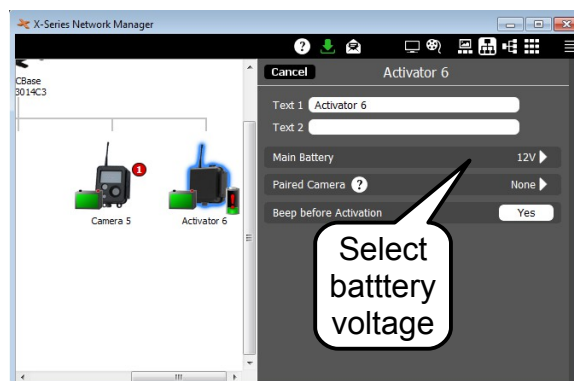 X-Series Network Manager
Cancel
Activator 6
CBase
3014C3
Text 1 Activator 6
Text 2
1
Main Battery 12V
Paired Camera ? None
Camera 5
Activator 6
Beep before Activation Yes
Select
batttery
voltage